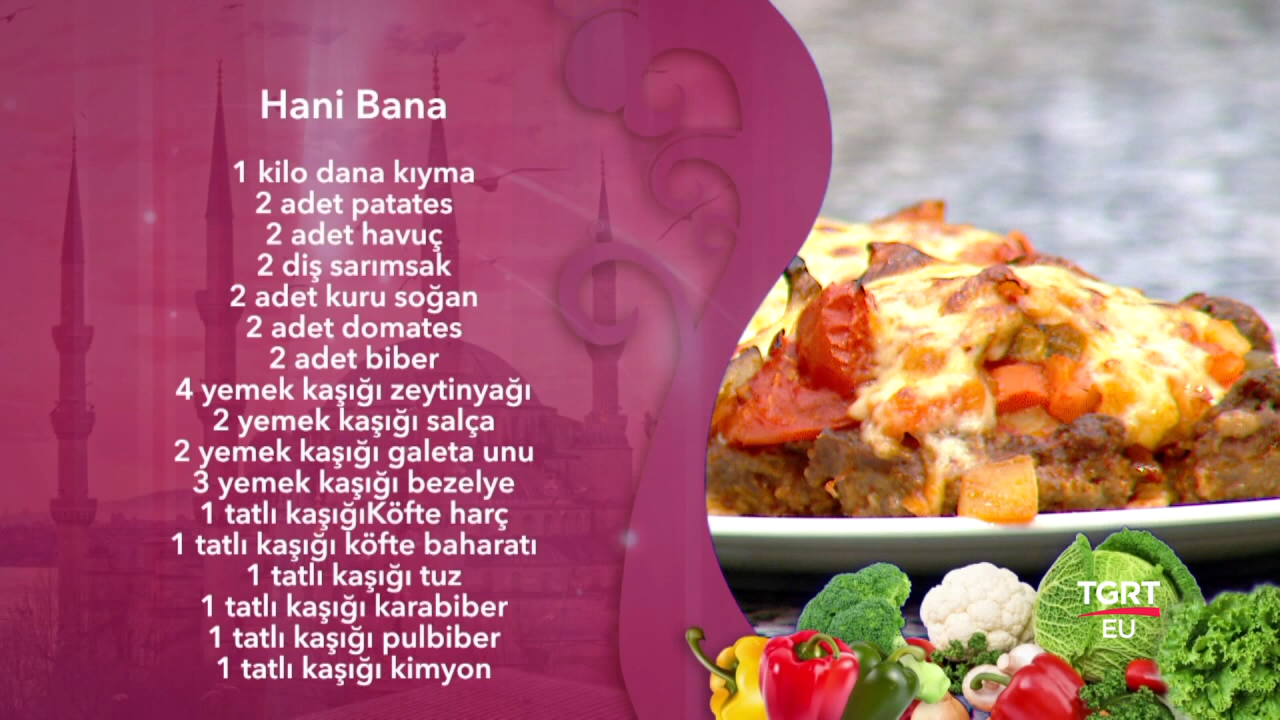 Hani Bana
1 kilo dana kıyma
2 adet patates
2 adet havuç
2 diş sarımsak
2 adet kuru soğan
2 adet domates
2 adet biber
4 yemek kaşığı zeytinyağı
2 yemek kaşığı salça
2 yemek kaşığı galeta unu
3 yemek kaşığı bezelye
1 tatlı kaşığıKöfte harç
1 tatlı kaşığı köfte baharatı
1 tatlı kaşığı tuz
1 tatlı kaşığı karabiber
1 tatlı kaşığı pulbiber
1 tatlı kaşığı kimyon
TGRT
EU